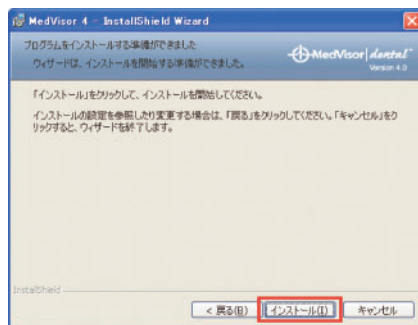 MedVisor 4 - InstallShield Wizard
プログラムをインストールする準備ができました
ウィザードは、インストールを開始する準備ができました。
MedVisor dental
Version 4.0
「インストール」をクリックして、インストールを開始してください。
インストールの設定を参照したり変更する場合は、「戻る」をクリックしてください。「キャンセル」をク
リックすると、ウィザードを終了します。
InstallShield
< 戻る(B)
インストール(I)
キャンセル